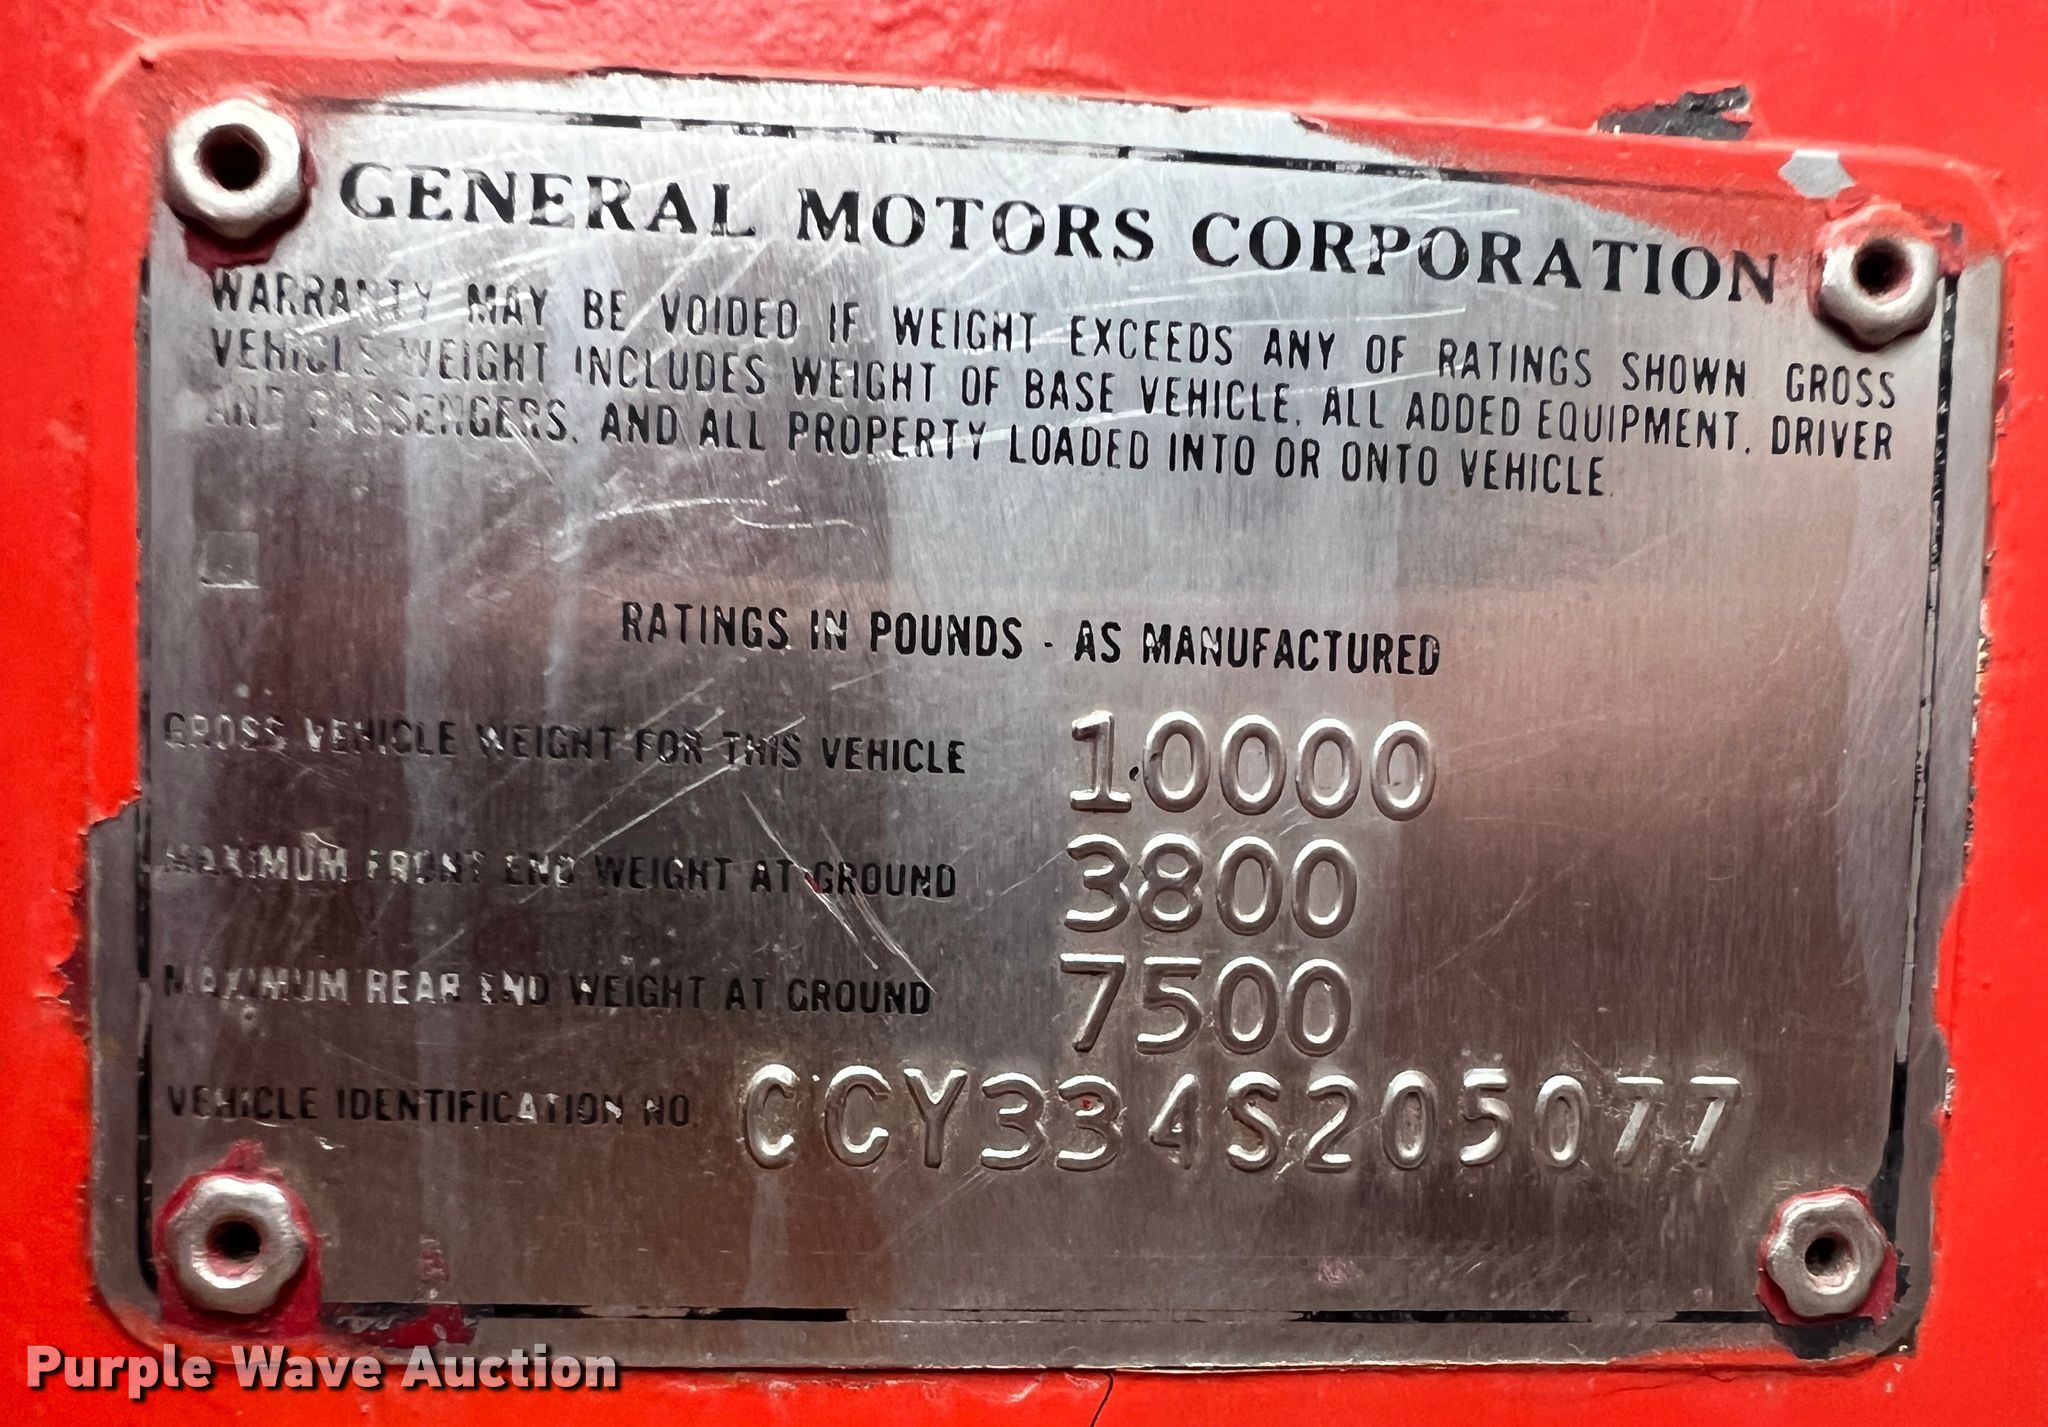 GENERAL MOTORS CORPORATION
WARRANTY MAY BE VOIDED IF WEIGHT EXCEEDS ANY OF RATINGS SHOWN. GROSS
VEHICLE WEIGHT INCLUDES WEIGHT OF BASE VEHICLE, ALL ADDED EQUIPMENT, DRIVER
AND PASSENGERS, AND ALL PROPERTY LOADED INTO OR ONTO VEHICLE.
RATINGS IN POUNDS - AS MANUFACTURED
GROSS VEHICLE WEIGHT FOR THIS VEHICLE 10000
MAXIMUM FRONT END WEIGHT AT GROUND 3800
MAXIMUM REAR END WEIGHT AT GROUND 7500
VEHICLE IDENTIFICATION NO. CCY334S205077
Purple Wave Auction